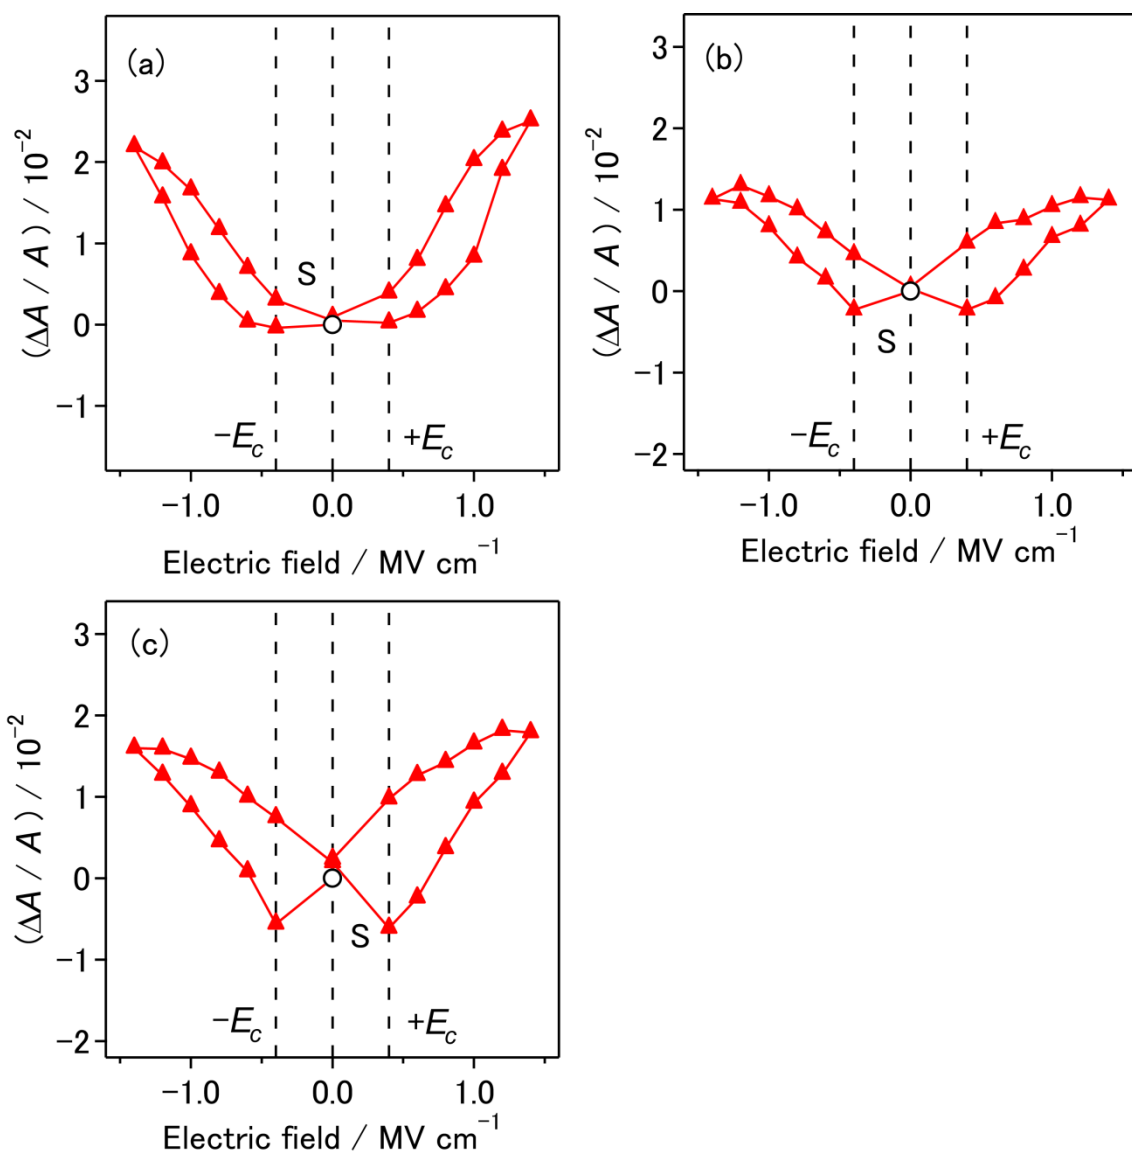 (a)
3
2
1
0
−1
(ΔA / A) / 10⁻²
S
−E_c
+E_c
−1.0 0.0 1.0
Electric field / MV cm⁻¹
(b)
3
2
1
0
−1
−2
(ΔA / A) / 10⁻²
S
−E_c
+E_c
−1.0 0.0 1.0
Electric field / MV cm⁻¹
(c)
3
2
1
0
−1
−2
(ΔA / A) / 10⁻²
S
−E_c
+E_c
−1.0 0.0 1.0
Electric field / MV cm⁻¹